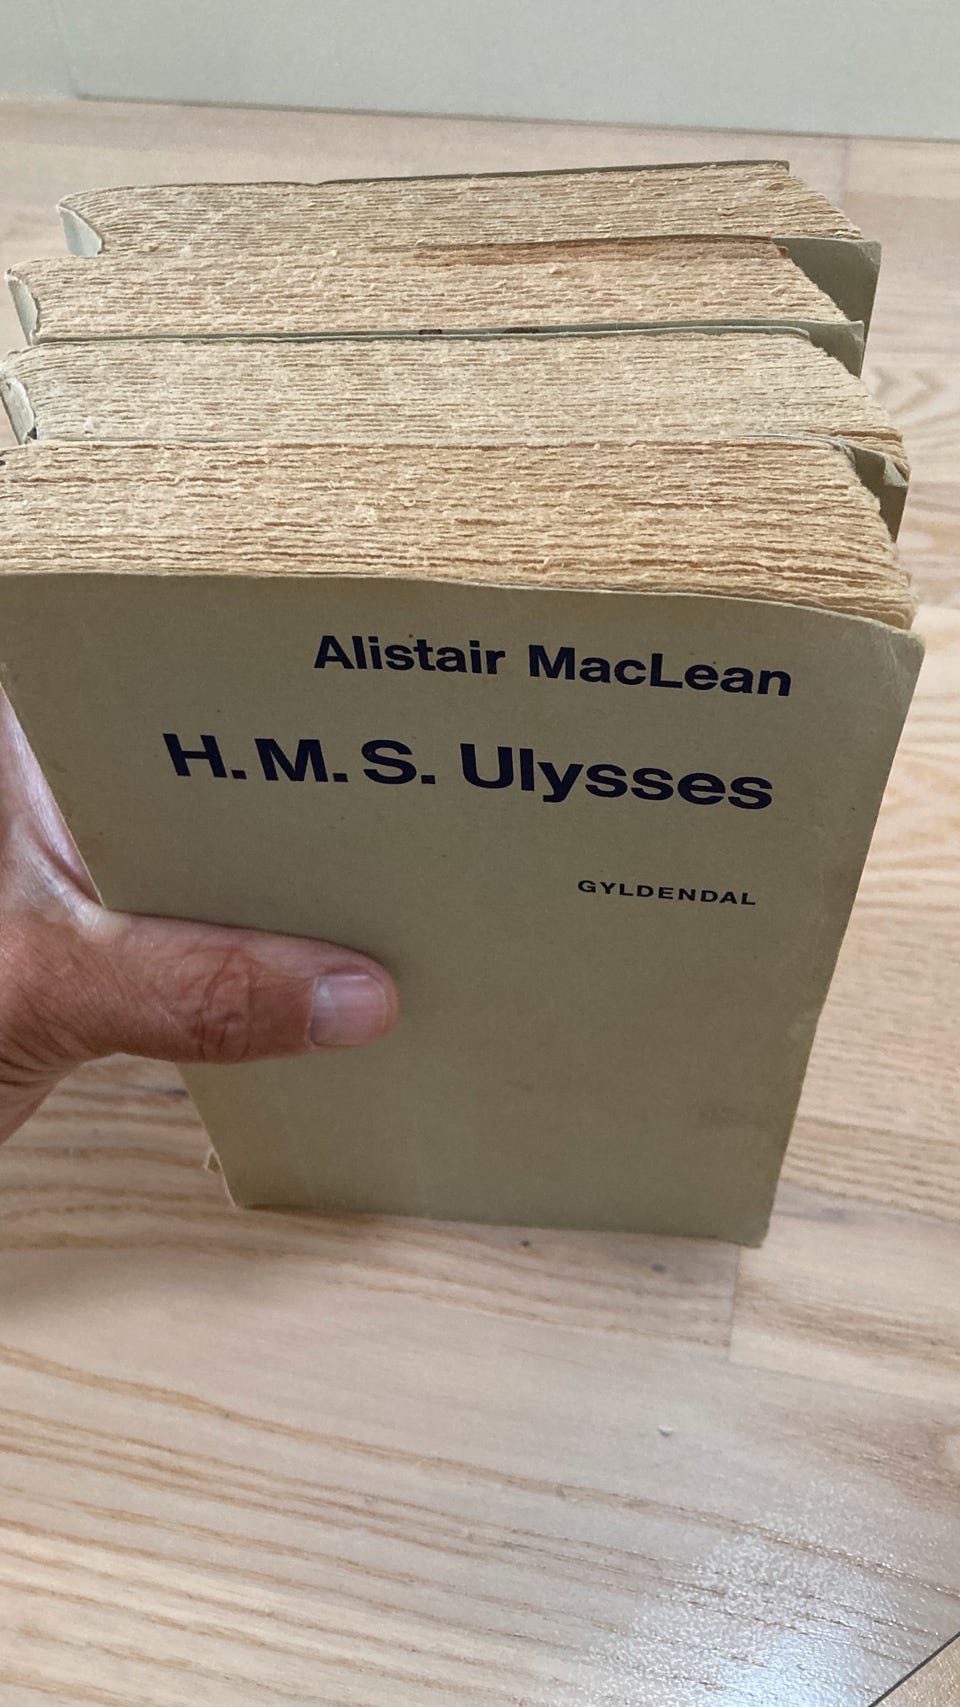 Alistair MacLean
H. M. S. Ulysses
GYLDENDAL